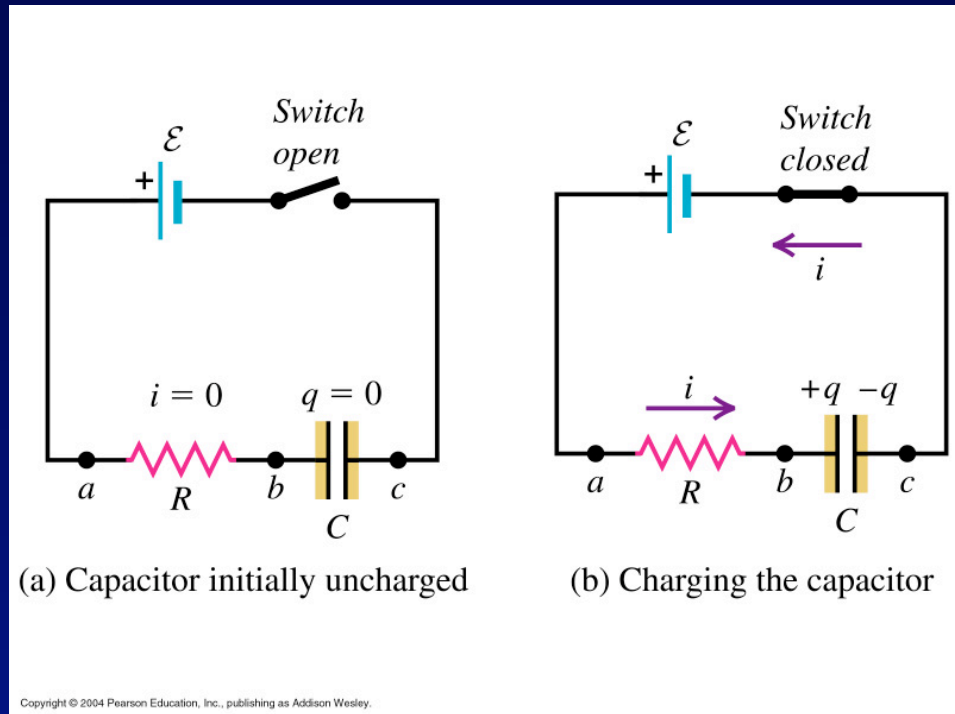 ℰ
Switch
open
+
i = 0
q = 0
a
R
b
c
C
(a) Capacitor initially uncharged
ℰ
Switch
closed
+
i
i
+q −q
a
R
b
c
C
(b) Charging the capacitor
Copyright © 2004 Pearson Education, Inc., publishing as Addison Wesley.